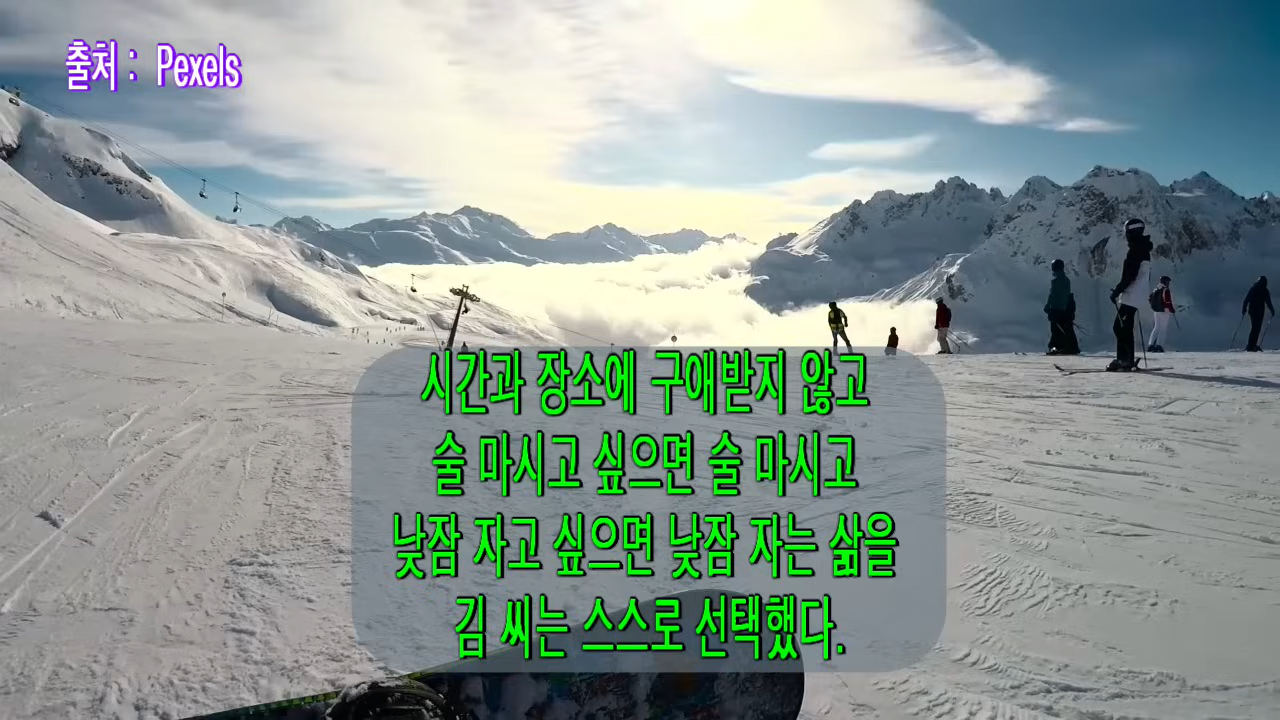 출처 : Pexels
시간과 장소에 구애받지 않고
술 마시고 싶으면 술 마시고
낮잠 자고 싶으면 낮잠 자는 삶을
김 씨는 스스로 선택했다.